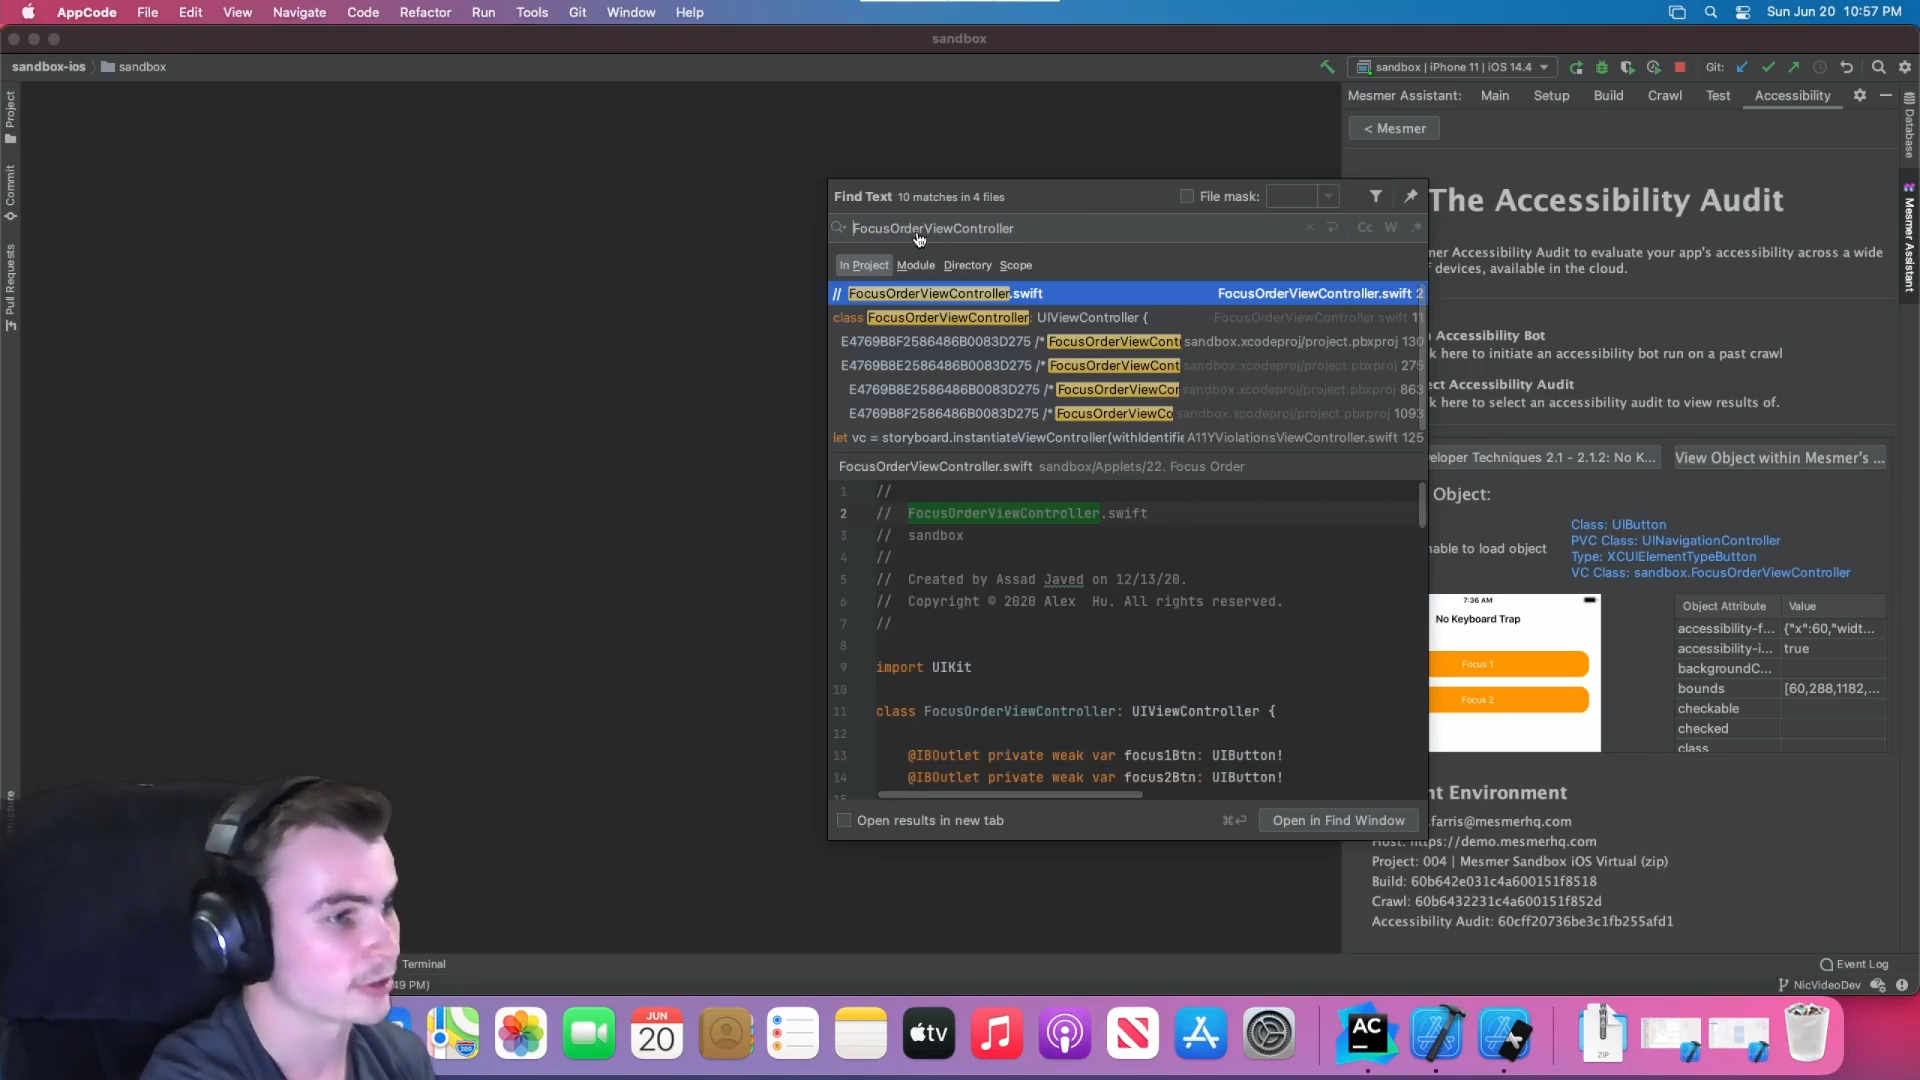 AppCode File Edit View Navigate Code Refactor Run Tools Git Window Help Sun Jun 20 10:57 PM
sandbox
sandbox-ios sandbox sandbox | iPhone 11 | iOS 14.4 Git:
Mesmer Assistant: Main Setup Build Crawl Test Accessibility
Project
Commit
Pull Requests
Database
Mesmer Assistant
< Mesmer
The Accessibility Audit
mer Accessibility Audit to evaluate your app's accessibility across a wide
f devices, available in the cloud.
Accessibility Bot
k here to initiate an accessibility bot run on a past crawl
ect Accessibility Audit
k here to select an accessibility audit to view results of.
eloper Techniques 2.1 - 2.1.2: No K... View Object within Mesmer's ...
Object:
able to load object
Class: UIButton
PVC Class: UINavigationController
Type: XCUIElementTypeButton
VC Class: sandbox.FocusOrderViewController
7:36 AM
No Keyboard Trap
Focus 1
Focus 2
Object Attribute Value
accessibility-f... {"x":60,"widt...
accessibility-i... true
backgroundC...
bounds [60,288,1182,...
checkable
checked
class
nt Environment
.farris@mesmerhq.com
Host: https://demo.mesmerhq.com
Project: 004 | Mesmer Sandbox iOS Virtual (zip)
Build: 60b642e031c4a600151f8518
Crawl: 60b6432231c4a600151f852d
Accessibility Audit: 60cff20736be3c1fb255afd1
Find Text 10 matches in 4 files File mask:
FocusOrderViewController Cc W .*
In Project Module Directory Scope
// FocusOrderViewController.swift FocusOrderViewController.swift 2
class FocusOrderViewController: UIViewController { FocusOrderViewController.swift 11
E4769B8F2586486B0083D275 /* FocusOrderViewCont sandbox.xcodeproj/project.pbxproj 130
E4769B8E2586486B0083D275 /* FocusOrderViewCont sandbox.xcodeproj/project.pbxproj 275
E4769B8E2586486B0083D275 /* FocusOrderViewCor sandbox.xcodeproj/project.pbxproj 863
E4769B8F2586486B0083D275 /* FocusOrderViewCo sandbox.xcodeproj/project.pbxproj 1093
let vc = storyboard.instantiateViewController(withIdentifie A11YViolationsViewController.swift 125
FocusOrderViewController.swift sandbox/Applets/22. Focus Order
1 //
2 // FocusOrderViewController.swift
3 // sandbox
4 //
5 // Created by Assad Javed on 12/13/20.
6 // Copyright © 2020 Alex Hu. All rights reserved.
7 //
8
9 import UIKit
10
11 class FocusOrderViewController: UIViewController {
12
13 @IBOutlet private weak var focus1Btn: UIButton!
14 @IBOutlet private weak var focus2Btn: UIButton!
Open results in new tab ⌘↵ Open in Find Window
Terminal Event Log
49 PM) NicVideoDev
JUN
20
tv
AC
ZIP